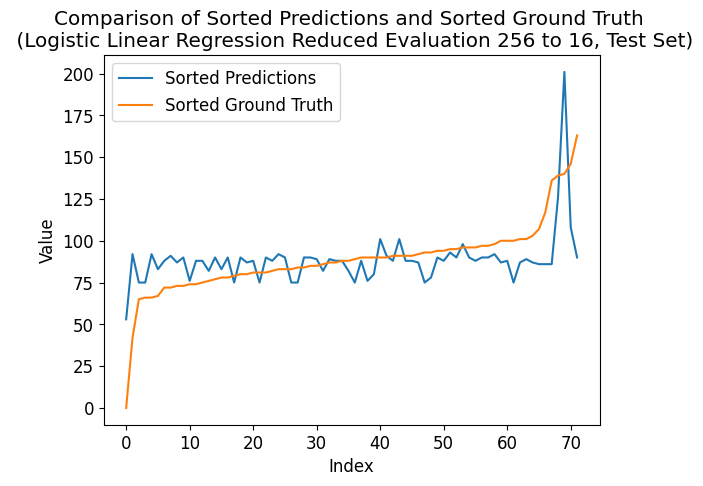 Comparison of Sorted Predictions and Sorted Ground Truth
(Logistic Linear Regression Reduced Evaluation 256 to 16, Test Set)
Sorted Predictions
Sorted Ground Truth
Value
200
175
150
125
100
75
50
25
0
0 10 20 30 40 50 60 70
Index